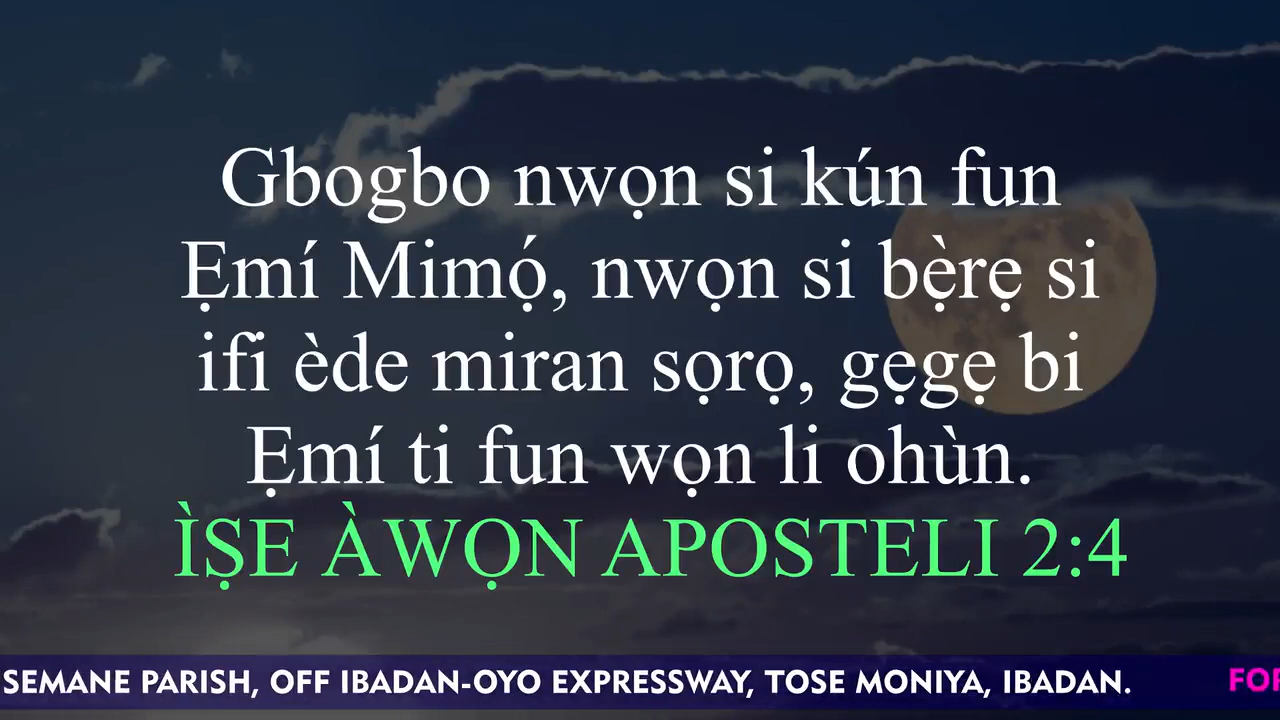 Gbogbo nwọn si kún fun
Ẹmí Mimọ́, nwọn si bẹ̀rẹ si
ifi ède miran sọrọ, gẹgẹ bi
Ẹmí ti fun wọn li ohùn.
ÌṢE ÀWỌN APOSTELI 2:4
SEMANE PARISH, OFF IBADAN-OYO EXPRESSWAY, TOSE MONIYA, IBADAN.